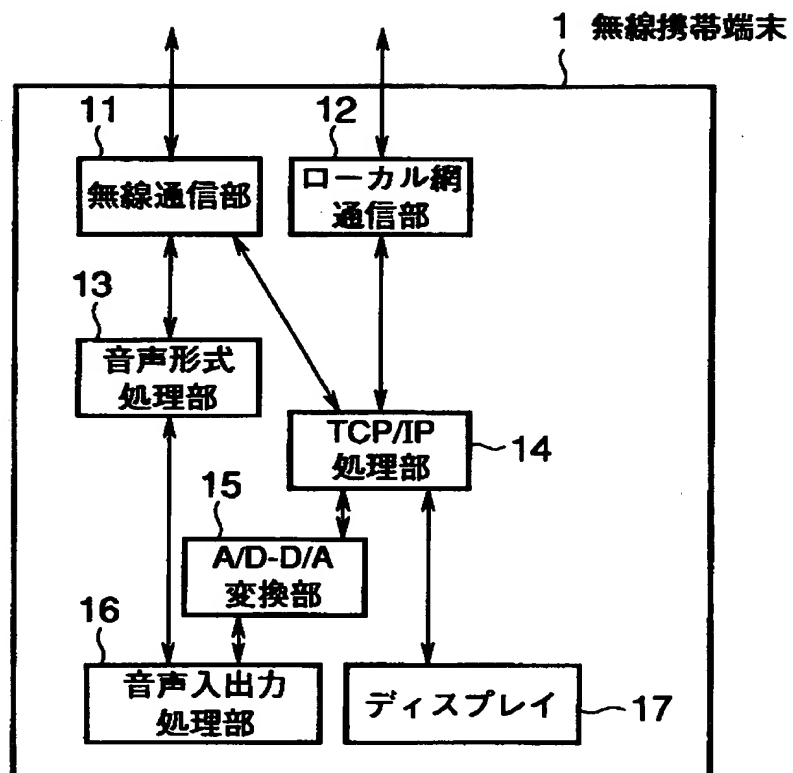 1 無線携帯端末
11
12
無線通信部
ローカル網
通信部
13
音声形式
処理部
TCP/IP
処理部
14
15
A/D-D/A
変換部
16
音声入出力
処理部
ディスプレイ
17